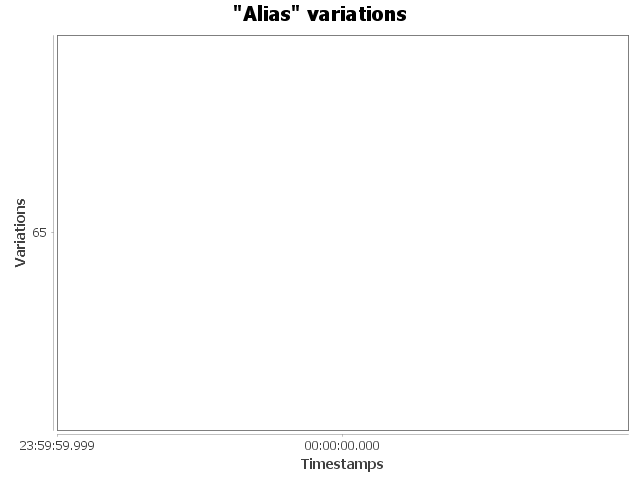 "Alias" variations
Variations
65
23:59:59.999
00:00:00.000
Timestamps